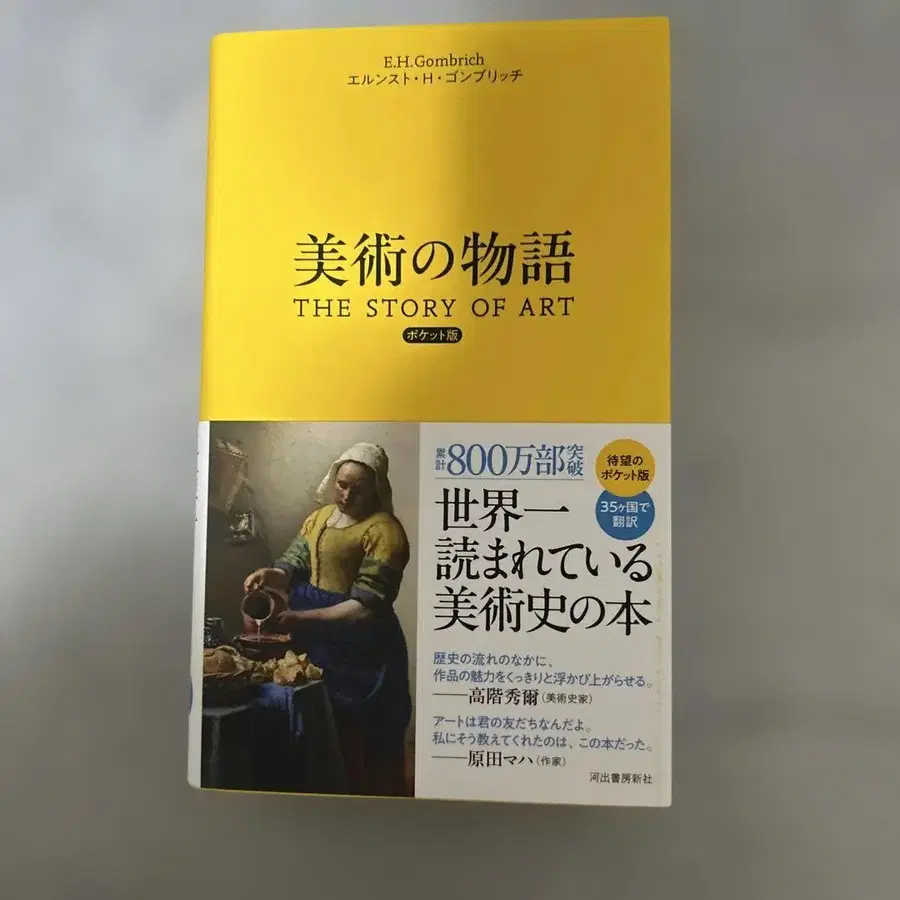 E.H.Gombrich
エルンスト・H・ゴンブリッチ
美術の物語
THE STORY OF ART
ポケット版
累計800万部突破
待望の
ポケット版
35ヶ国で
翻訳
世界一
読まれている
美術史の本
歴史の流れのなかに、
作品の魅力をくっきりと浮かび上がらせる。
——高階秀爾(美術史家)
アートは君の友だちなんだよ。
私にそう教えてくれたのは、この本だった。
——原田マハ(作家)
河出書房新社